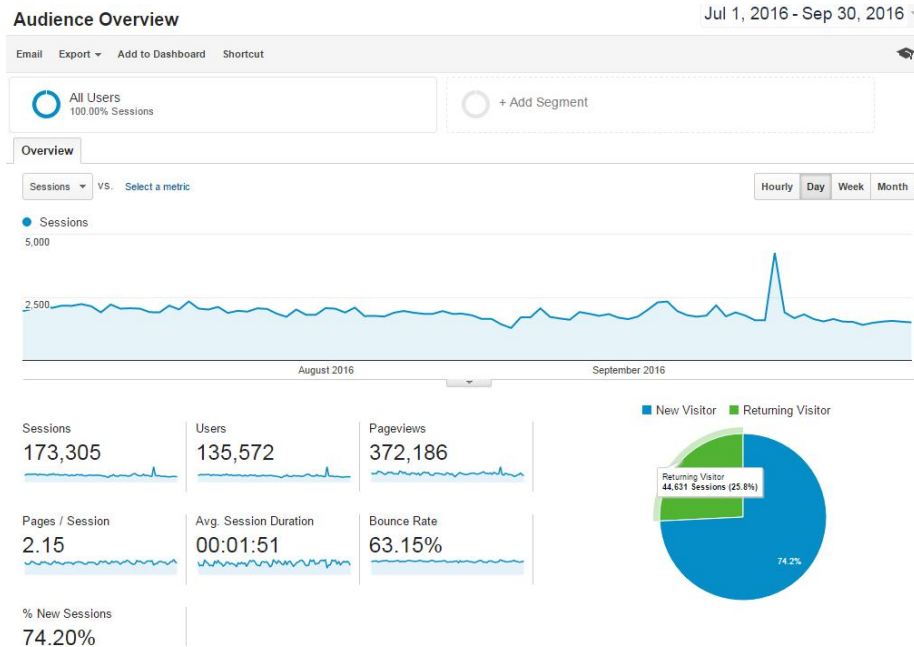 Audience Overview
Jul 1, 2016 - Sep 30, 2016
Email Export Add to Dashboard Shortcut
All Users
100.00% Sessions
+ Add Segment
Overview
Sessions VS. Select a metric
Hourly Day Week Month
Sessions
5,000
2,500
August 2016 September 2016
New Visitor Returning Visitor
Sessions
173,305
Users
135,572
Pageviews
372,186
Returning Visitor
44,631 Sessions (25.8%)
74.2%
Pages / Session
2.15
Avg. Session Duration
00:01:51
Bounce Rate
63.15%
% New Sessions
74.20%